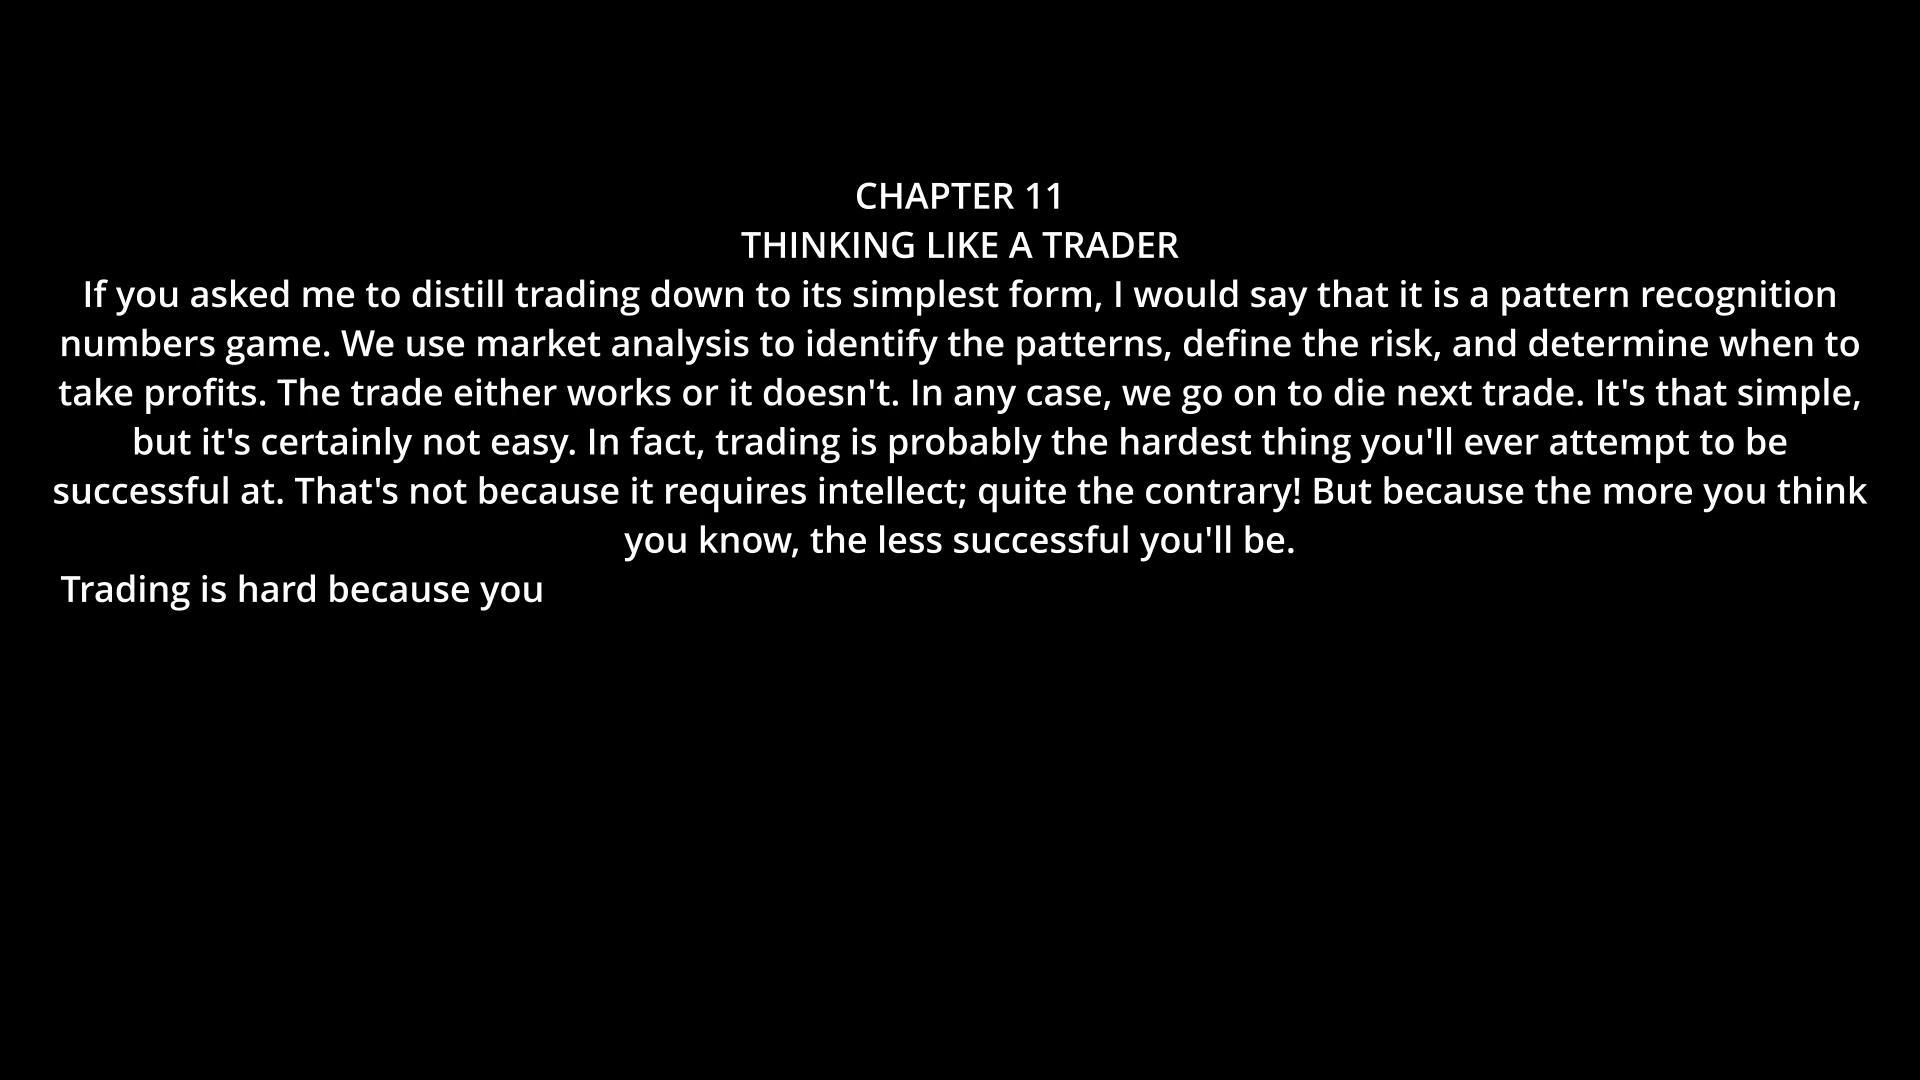 CHAPTER 11
THINKING LIKE A TRADER
If you asked me to distill trading down to its simplest form, I would say that it is a pattern recognition
numbers game. We use market analysis to identify the patterns, define the risk, and determine when to
take profits. The trade either works or it doesn't. In any case, we go on to die next trade. It's that simple,
but it's certainly not easy. In fact, trading is probably the hardest thing you'll ever attempt to be
successful at. That's not because it requires intellect; quite the contrary! But because the more you think
you know, the less successful you'll be.
Trading is hard because you